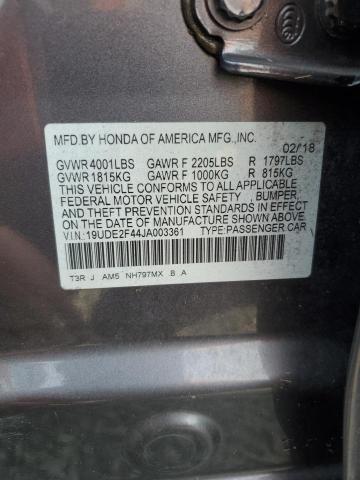 MFD.BY HONDA OF AMERICA MFG.,INC. 02/18
GVWR 4001LBS GAWR F 2205LBS R 1797LBS
GVWR 1815KG GAWR F 1000KG R 815KG
THIS VEHICLE CONFORMS TO ALL APPLICABLE
FEDERAL MOTOR VEHICLE SAFETY , BUMPER, AND
THEFT PREVENTION STANDARDS IN EFFECT
ON THE DATE OF MANUFACTURE SHOWN ABOVE.
V.I.N:19UDE2F44JA003361 TYPE:PASSENGER CAR
T3R J AM5 NH797MX B A